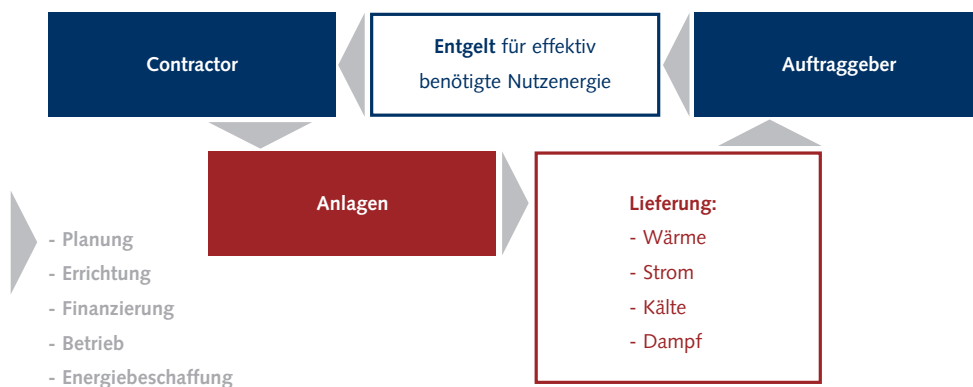 Contractor
Entgelt für effektiv
benötigte Nutzenergie
Auftraggeber
Anlagen
- Planung
- Errichtung
- Finanzierung
- Betrieb
- Energiebeschaffung
Lieferung:
- Wärme
- Strom
- Kälte
- Dampf